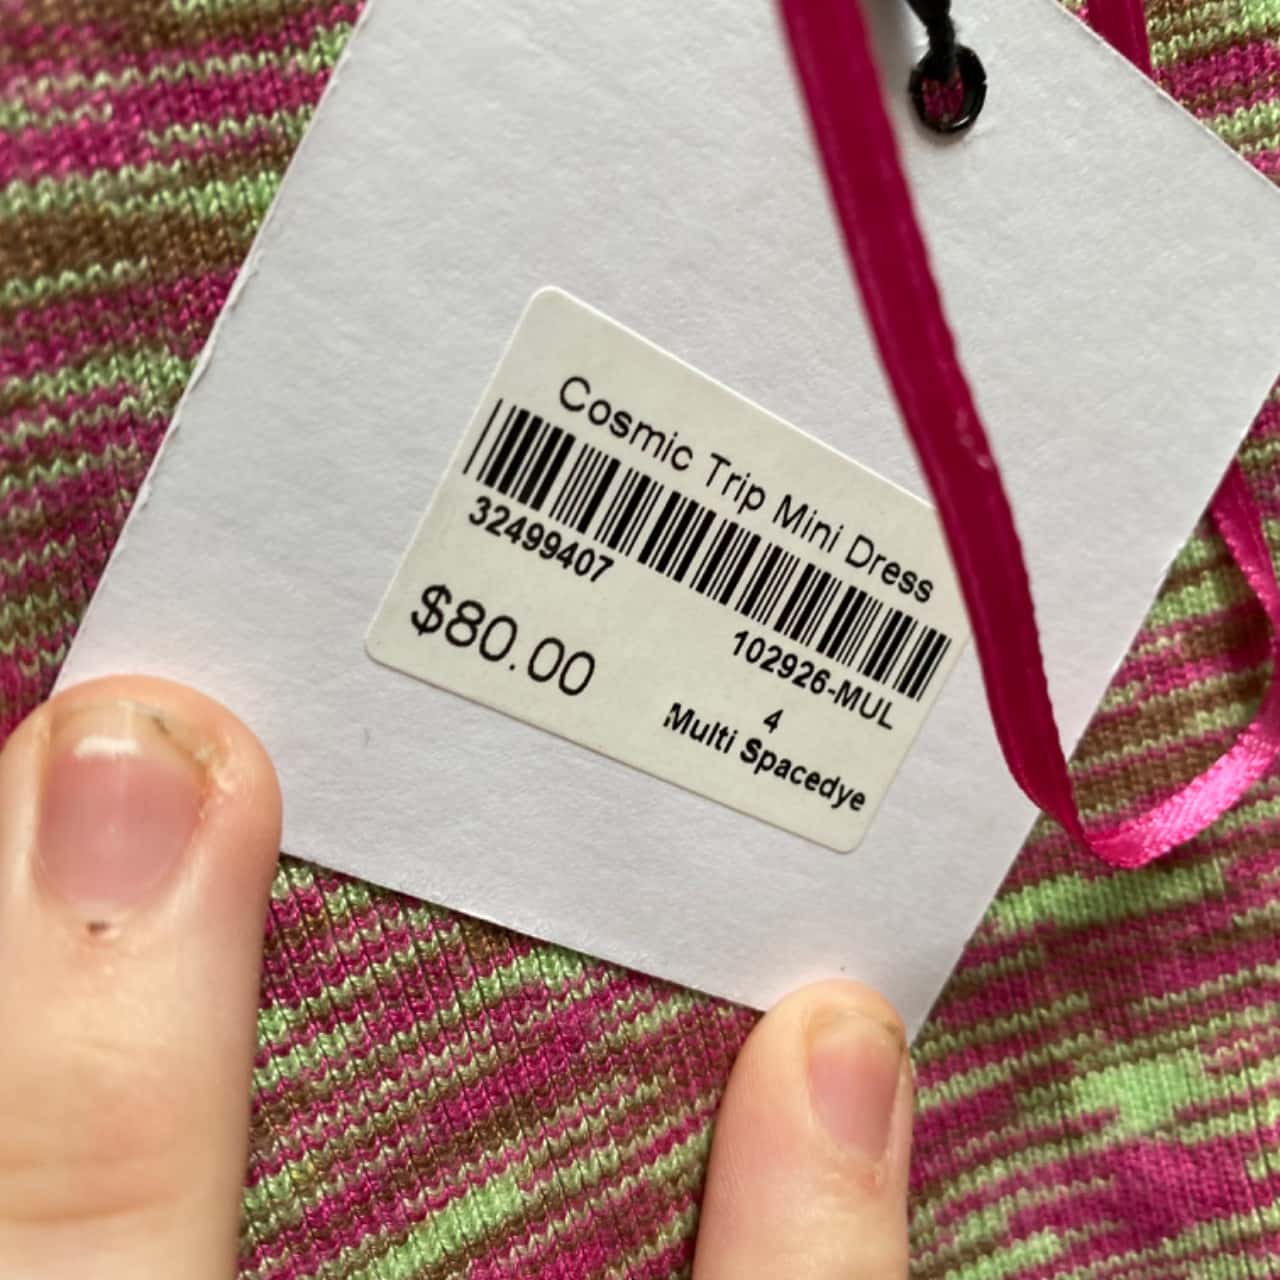 Cosmic Trip Mini Dress
32499407
102926-MUL
$80.00
4
Multi Spacedye